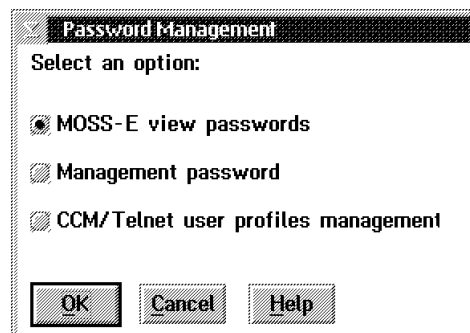 Password Management
Select an option:
MOSS-E view passwords
Management password
CCM/Telnet user profiles management
OK Cancel Help